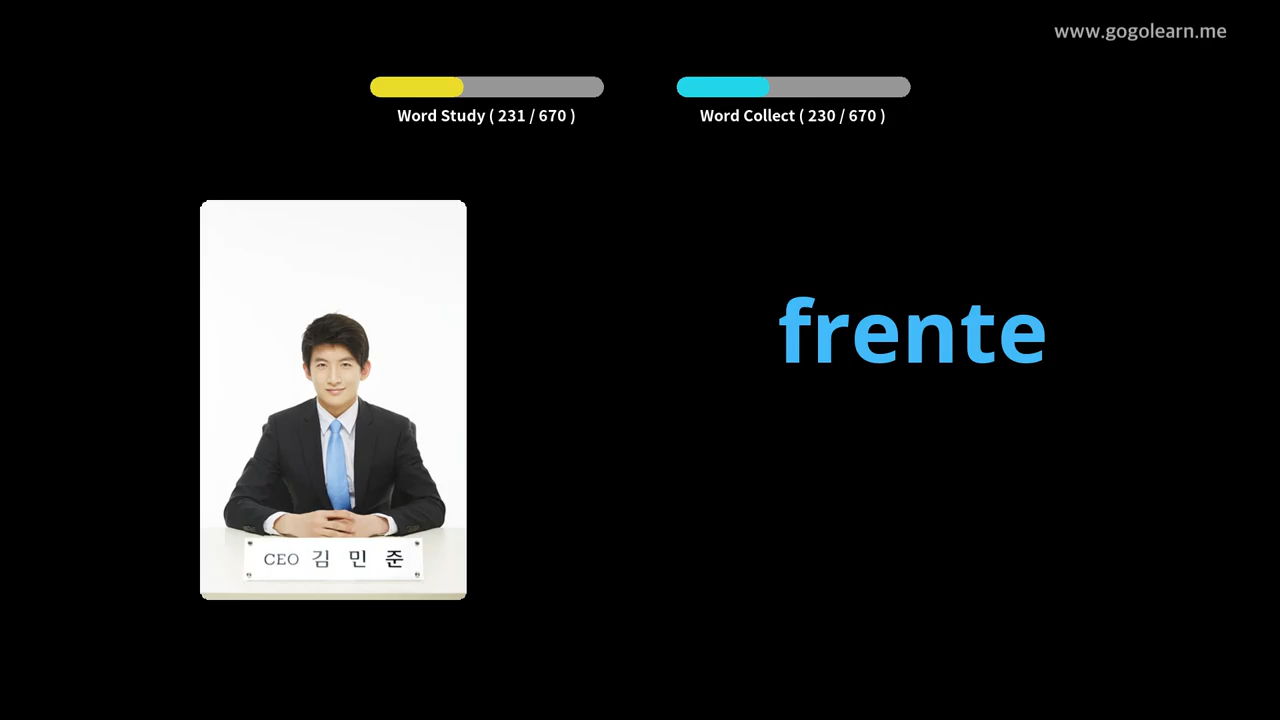 www.gogolearn.me
Word Study ( 231 / 670 )
Word Collect ( 230 / 670 )
frente
CEO 김 민 준